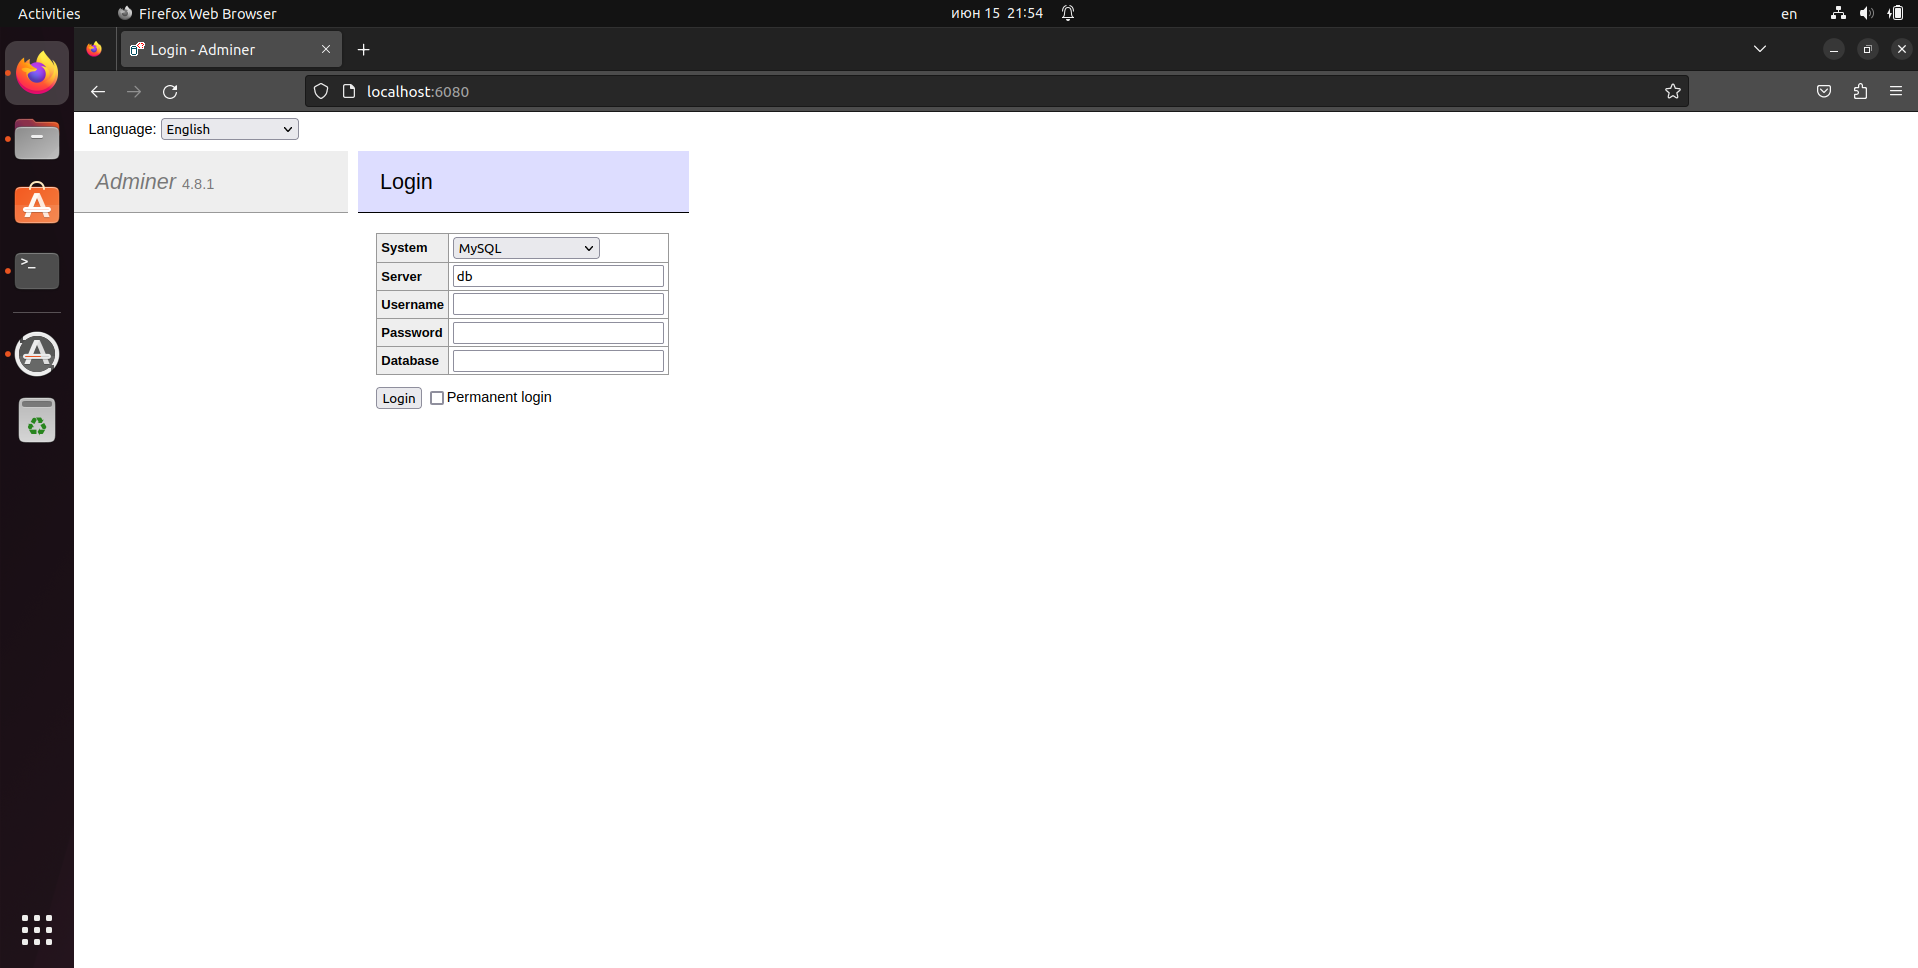 Activities
Firefox Web Browser
июн 15 21:54
en
Login - Adminer
localhost:6080
Language: English
Adminer 4.8.1
Login
System MySQL
Server db
Username
Password
Database
Login Permanent login